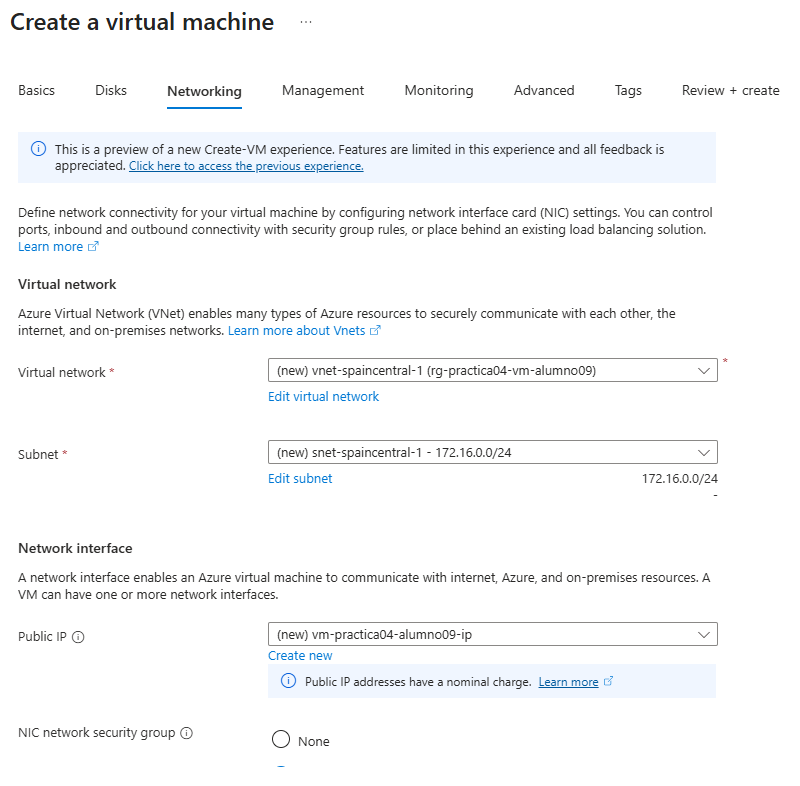 Create a virtual machine ...
Basics Disks Networking Management Monitoring Advanced Tags Review + create
This is a preview of a new Create-VM experience. Features are limited in this experience and all feedback is
appreciated. Click here to access the previous experience.
Define network connectivity for your virtual machine by configuring network interface card (NIC) settings. You can control
ports, inbound and outbound connectivity with security group rules, or place behind an existing load balancing solution.
Learn more
Virtual network
Azure Virtual Network (VNet) enables many types of Azure resources to securely communicate with each other, the
internet, and on-premises networks. Learn more about Vnets
Virtual network *
(new) vnet-spaincentral-1 (rg-practica04-vm-alumno09) *
Edit virtual network
Subnet *
(new) snet-spaincentral-1 - 172.16.0.0/24
Edit subnet 172.16.0.0/24
-
Network interface
A network interface enables an Azure virtual machine to communicate with internet, Azure, and on-premises resources. A
VM can have one or more network interfaces.
Public IP
(new) vm-practica04-alumno09-ip
Create new
Public IP addresses have a nominal charge. Learn more
NIC network security group
None